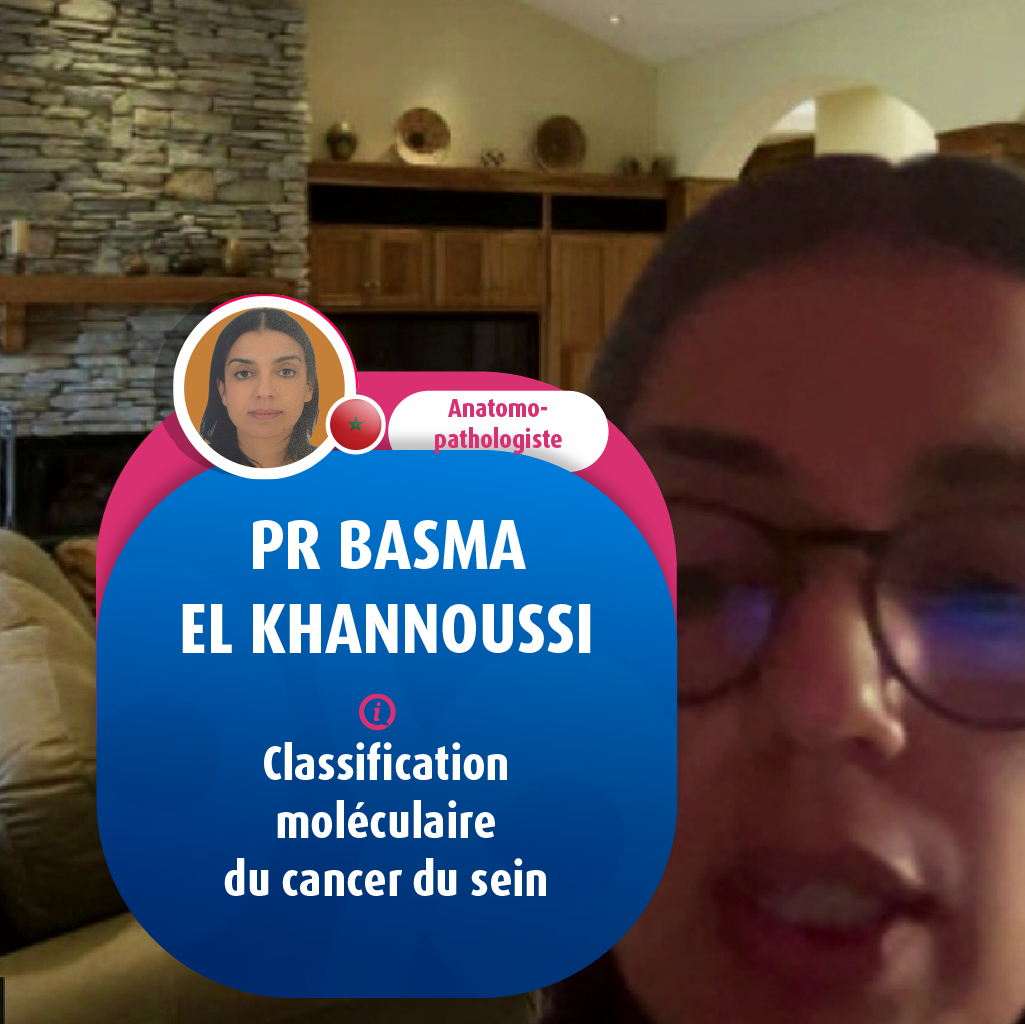 Anatomo-
pathologiste
PR BASMA
EL KHANNOUSSI
i
Classification
moléculaire
du cancer du sein